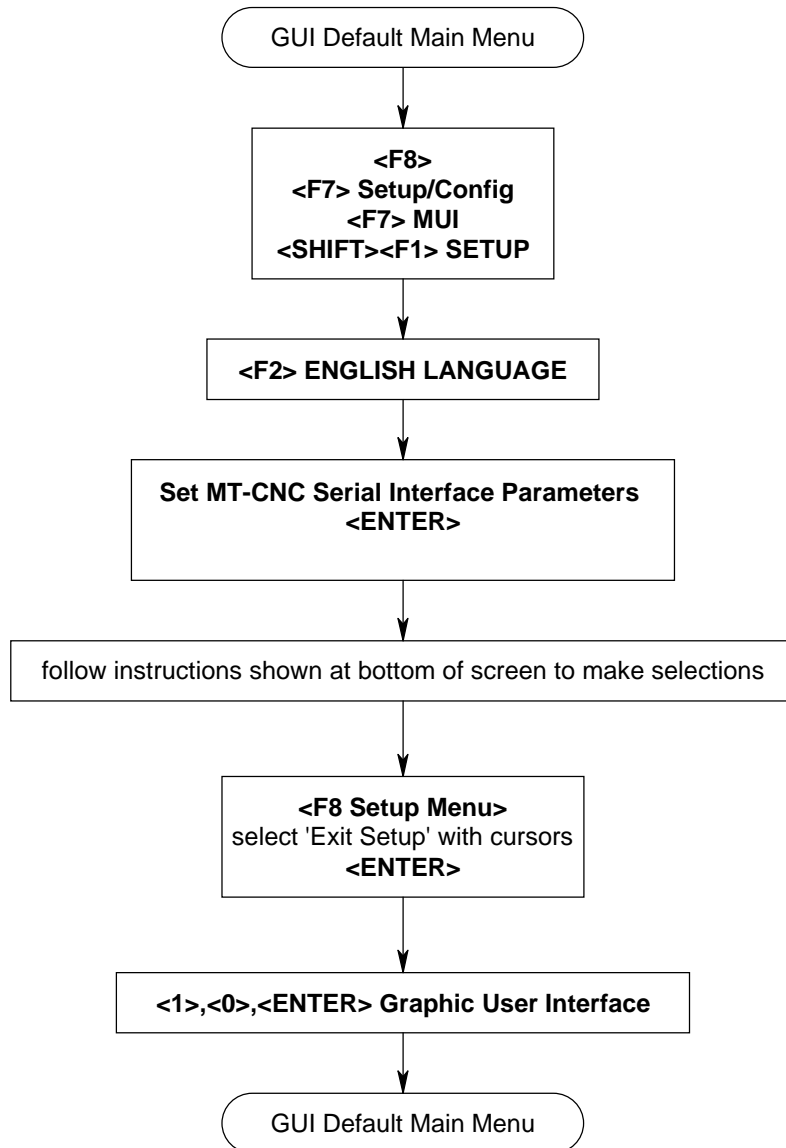 GUI Default Main Menu
<F8>
<F7> Setup/Config
<F7> MUI
<SHIFT><F1> SETUP
<F2> ENGLISH LANGUAGE
Set MT-CNC Serial Interface Parameters
<ENTER>
follow instructions shown at bottom of screen to make selections
<F8 Setup Menu>
select 'Exit Setup' with cursors
<ENTER>
<1>,<0>,<ENTER> Graphic User Interface
GUI Default Main Menu